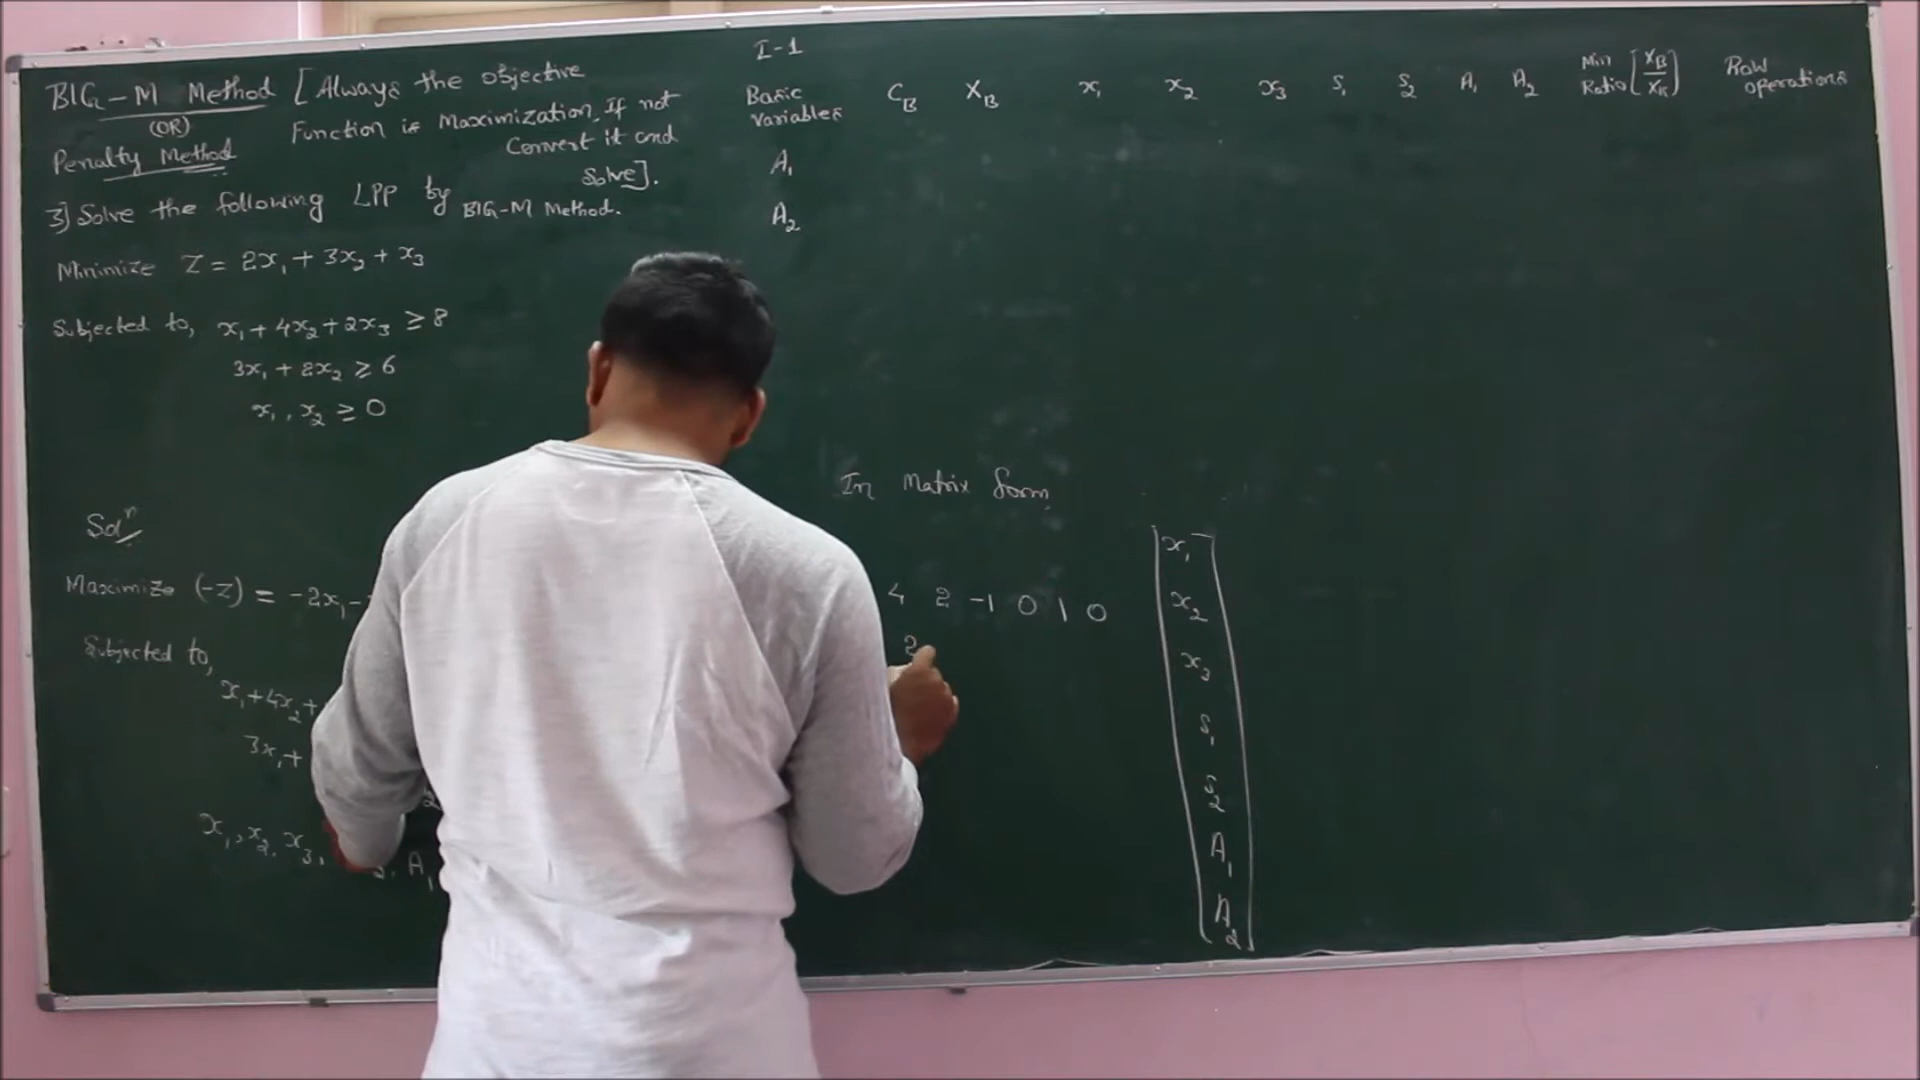 BIG-M Method [Always the objective
(OR) Function is Maximization, If not
Penalty Method Convert it and
Solve].
3] Solve the following LPP by BIG-M Method.
Minimize Z = 2x₁ + 3x₂ + x₃
Subjected to, x₁ + 4x₂ + 2x₃ ≥ 8
3x₁ + 2x₂ ≥ 6
x₁, x₂ ≥ 0
Solⁿ
Maximize (-Z) = -2x₁ -
Subjected to,
x₁ + 4x₂ +
3x₁ +
x₁, x₂, x₃, 2, A₁
I-1
Basic Variables C_B X_B x₁ x₂ x₃ S₁ S₂ A₁ A₂ Min Ratio [X_B/X_K] Row operations
A₁
A₂
In Matrix form
4 2 -1 0 1 0
2
x₁
x₂
x₃
S₁
S₂
A₁
A₂